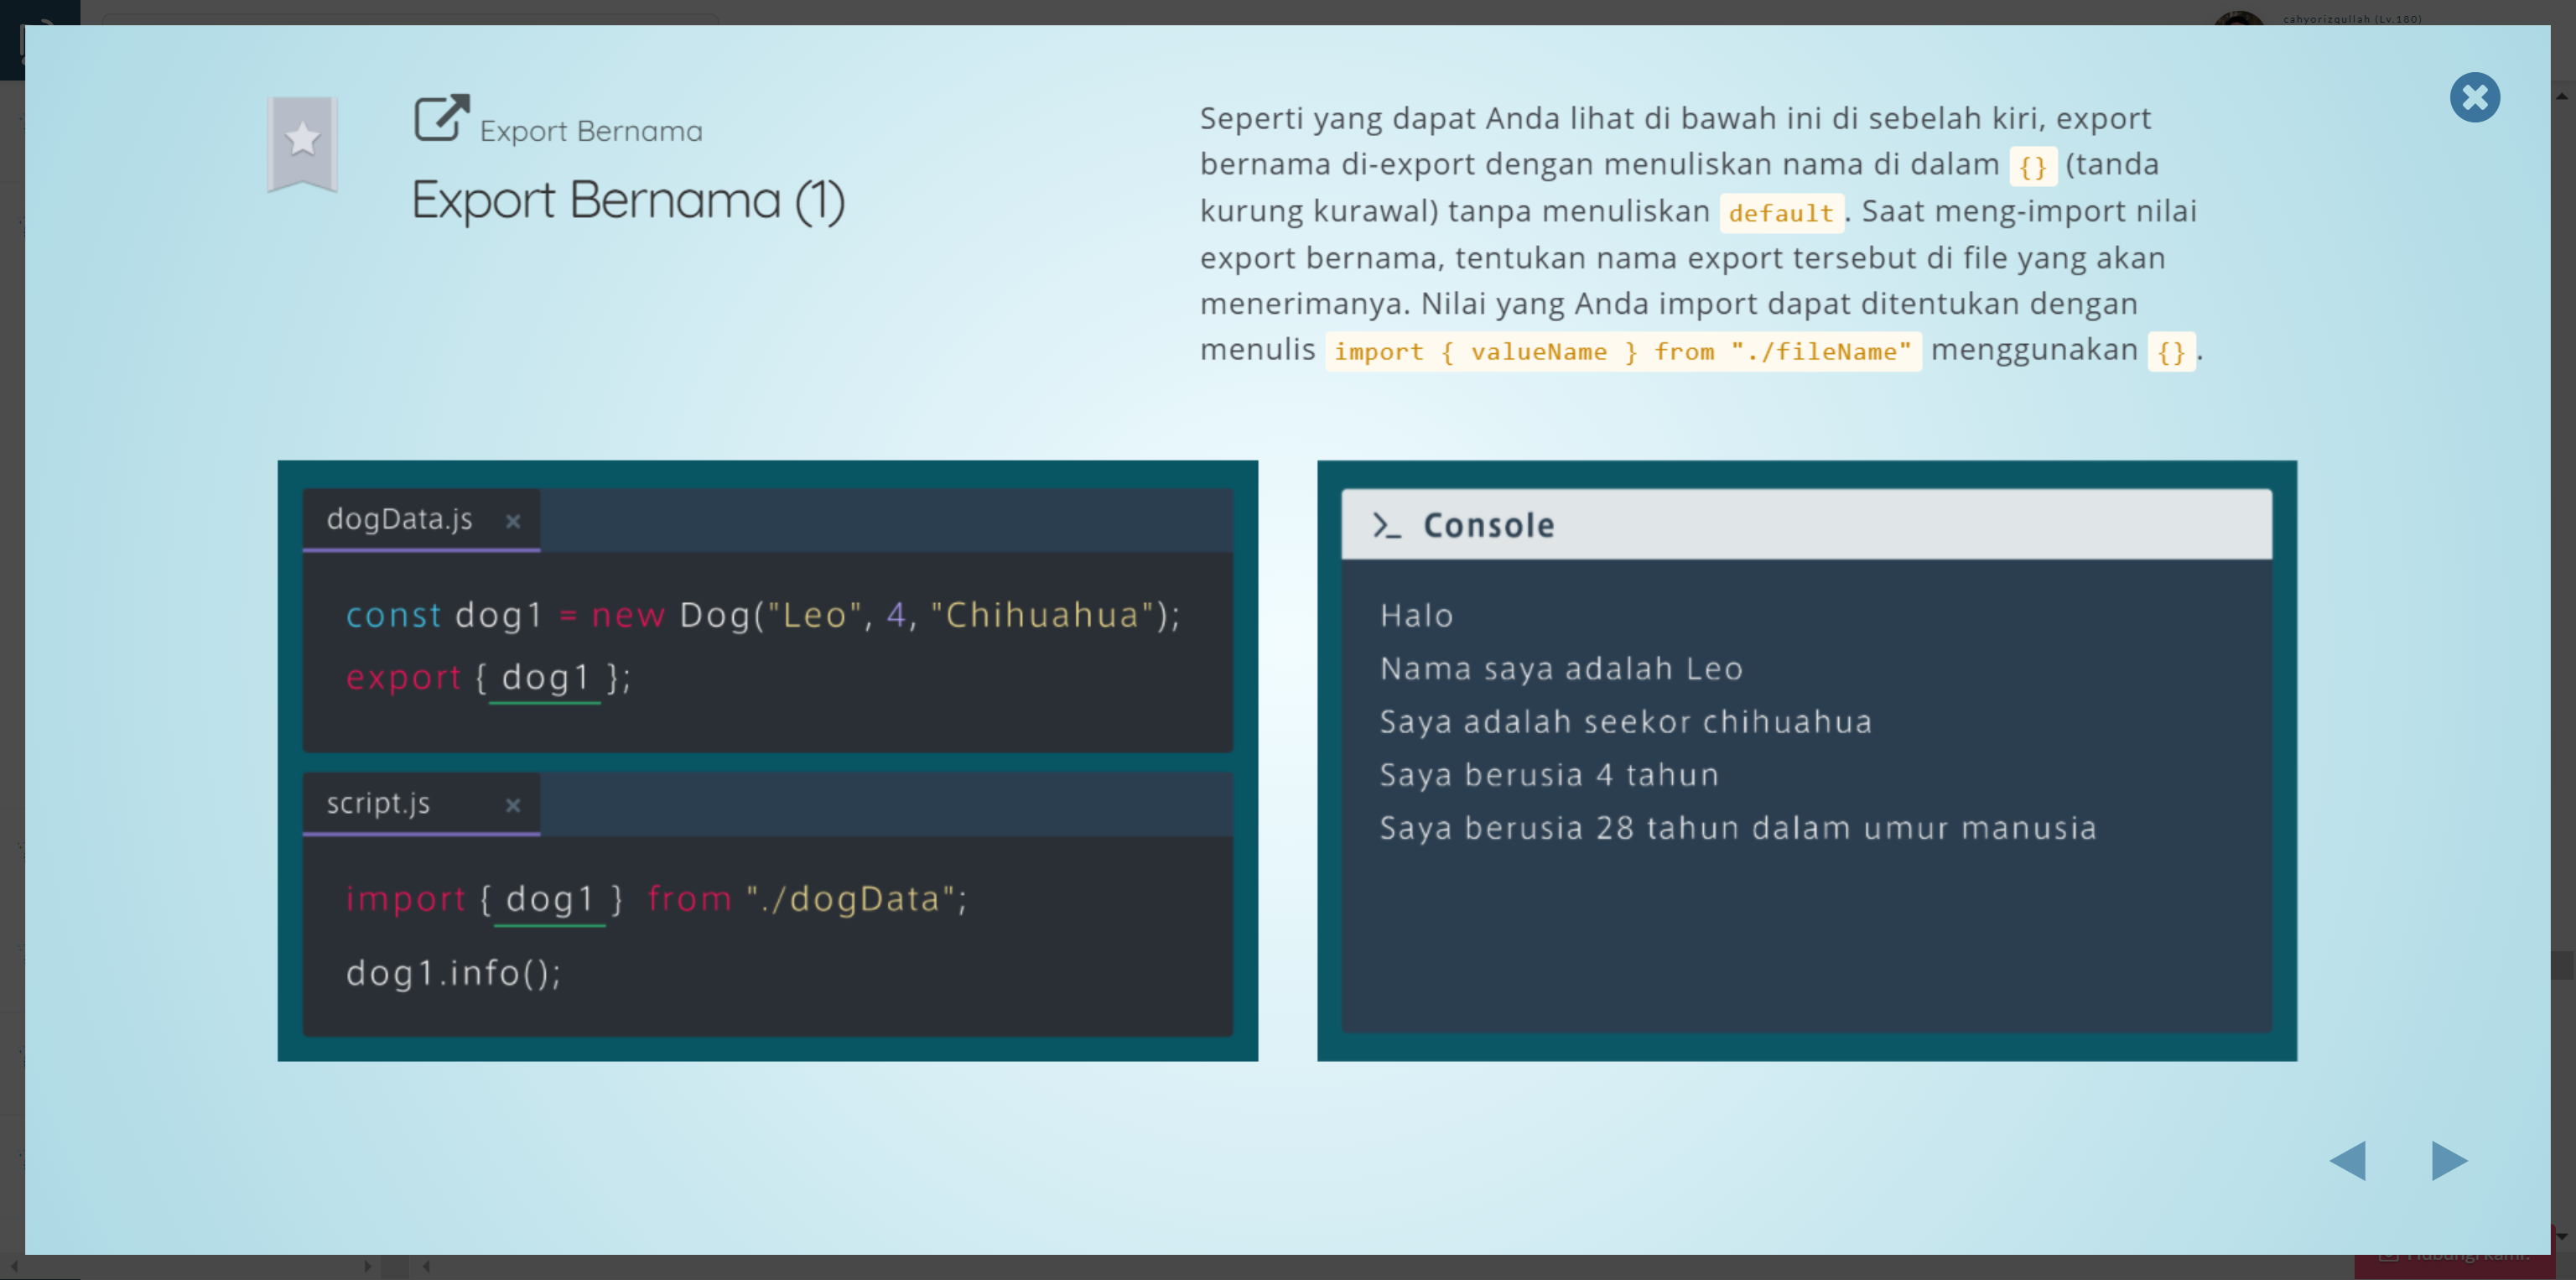 cahyorizqullah (Lv.180)
Export Bernama
Export Bernama (1)
Seperti yang dapat Anda lihat di bawah ini di sebelah kiri, export
bernama di-export dengan menuliskan nama di dalam {} (tanda
kurung kurawal) tanpa menuliskan default. Saat meng-import nilai
export bernama, tentukan nama export tersebut di file yang akan
menerimanya. Nilai yang Anda import dapat ditentukan dengan
menulis import { valueName } from "./fileName" menggunakan {}.
dogData.js ×
const dog1 = new Dog("Leo", 4, "Chihuahua");
export { dog1 };
script.js ×
import { dog1 } from "./dogData";
dog1.info();
>_ Console
Halo
Nama saya adalah Leo
Saya adalah seekor chihuahua
Saya berusia 4 tahun
Saya berusia 28 tahun dalam umur manusia